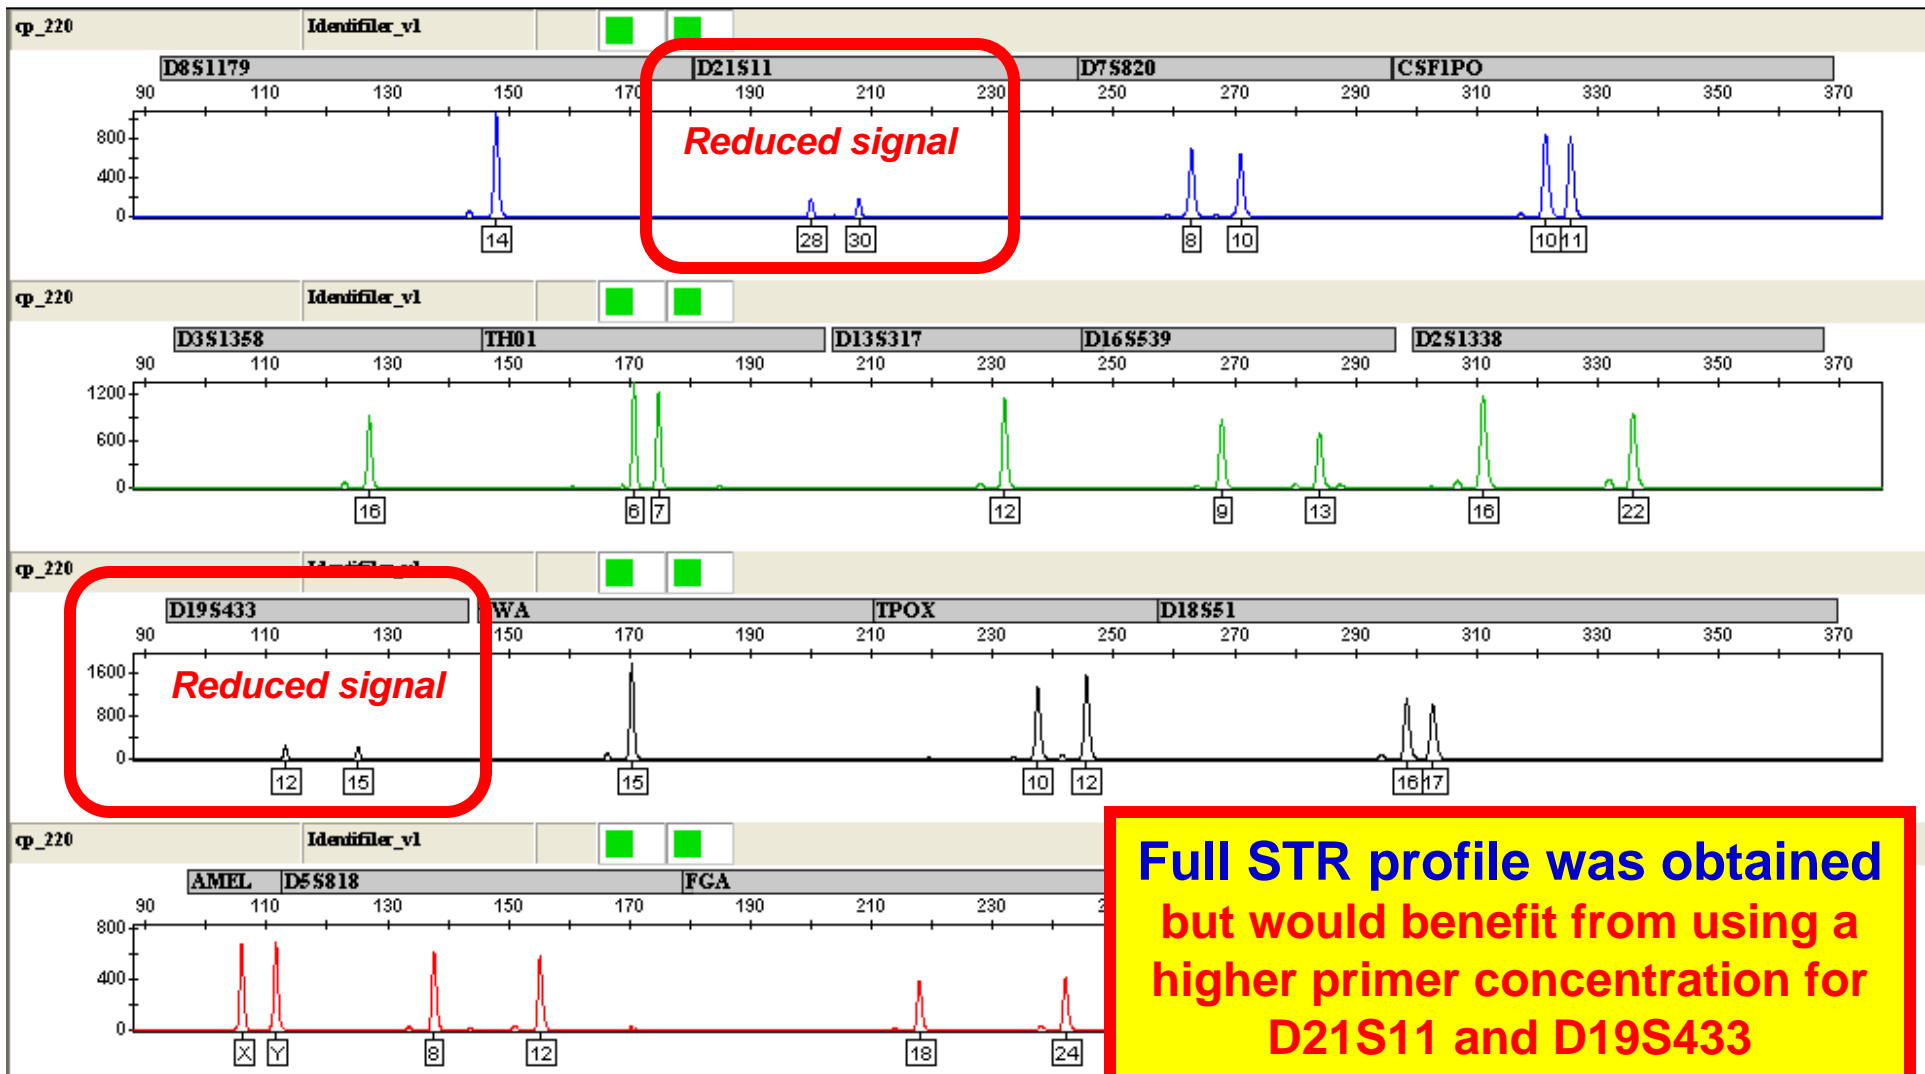 cp_220 Identifiler_v1
D8S1179 D21S11 D7S820 CSF1PO
90 110 130 150 170 190 210 230 250 270 290 310 330 350 370
Reduced signal
800
400
0
14 28 30 8 10 10 11
cp_220 Identifiler_v1
D3S1358 TH01 D13S317 D16S539 D2S1338
90 110 130 150 170 190 210 230 250 270 290 310 330 350 370
1200
600
0
16 6 7 12 9 13 16 22
cp_220 Identifiler_v1
D19S433 WA TPOX D18S51
90 110 130 150 170 190 210 230 250 270 290 310 330 350 370
Reduced signal
1600
800
0
12 15 15 10 12 16 17
cp_220 Identifiler_v1
AMEL D5S818 FGA
90 110 130 150 170 190 210 230 2
800
400
0
X Y 8 12 18 24
Full STR profile was obtained
but would benefit from using a
higher primer concentration for
D21S11 and D19S433